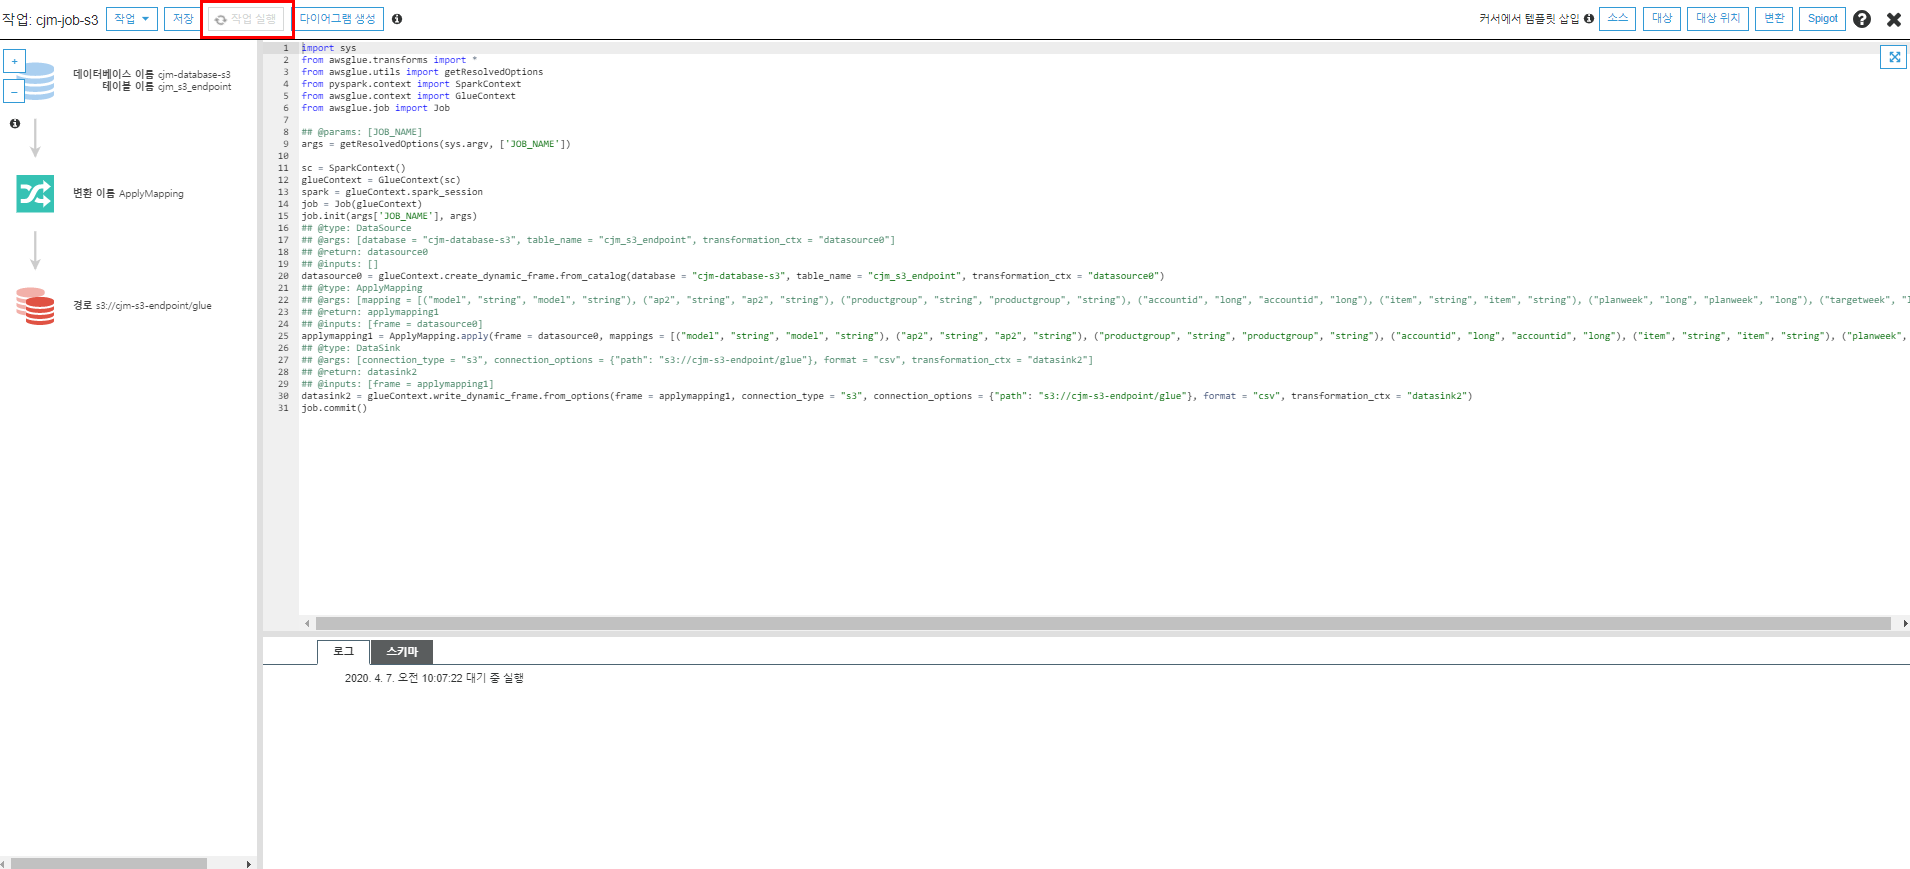 작업: cjm-job-s3 작업 저장 작업 실행 다이어그램 생성 커서에서 템플릿 삽입 소스 대상 대상 위치 변환 Spigot
데이터베이스 이름 cjm-database-s3
테이블 이름 cjm_s3_endpoint
변환 이름 ApplyMapping
경로 s3://cjm-s3-endpoint/glue
1 import sys
2 from awsglue.transforms import *
3 from awsglue.utils import getResolvedOptions
4 from pyspark.context import SparkContext
5 from awsglue.context import GlueContext
6 from awsglue.job import Job
7
8 ## @params: [JOB_NAME]
9 args = getResolvedOptions(sys.argv, ['JOB_NAME'])
10
11 sc = SparkContext()
12 glueContext = GlueContext(sc)
13 spark = glueContext.spark_session
14 job = Job(glueContext)
15 job.init(args['JOB_NAME'], args)
16 ## @type: DataSource
17 ## @args: [database = "cjm-database-s3", table_name = "cjm_s3_endpoint", transformation_ctx = "datasource0"]
18 ## @return: datasource0
19 ## @inputs: []
20 datasource0 = glueContext.create_dynamic_frame.from_catalog(database = "cjm-database-s3", table_name = "cjm_s3_endpoint", transformation_ctx = "datasource0")
21 ## @type: ApplyMapping
22 ## @args: [mapping = [("model", "string", "model", "string"), ("ap2", "string", "ap2", "string"), ("productgroup", "string", "productgroup", "string"), ("accountid", "long", "accountid", "long"), ("item", "string", "item", "string"), ("planweek", "long", "planweek", "long"), ("targetweek", "l
23 ## @return: applymapping1
24 ## @inputs: [frame = datasource0]
25 applymapping1 = ApplyMapping.apply(frame = datasource0, mappings = [("model", "string", "model", "string"), ("ap2", "string", "ap2", "string"), ("productgroup", "string", "productgroup", "string"), ("accountid", "long", "accountid", "long"), ("item", "string", "item", "string"), ("planweek",
26 ## @type: DataSink
27 ## @args: [connection_type = "s3", connection_options = {"path": "s3://cjm-s3-endpoint/glue"}, format = "csv", transformation_ctx = "datasink2"]
28 ## @return: datasink2
29 ## @inputs: [frame = applymapping1]
30 datasink2 = glueContext.write_dynamic_frame.from_options(frame = applymapping1, connection_type = "s3", connection_options = {"path": "s3://cjm-s3-endpoint/glue"}, format = "csv", transformation_ctx = "datasink2")
31 job.commit()
로그 스키마
2020. 4. 7. 오전 10:07:22 대기 중 실행